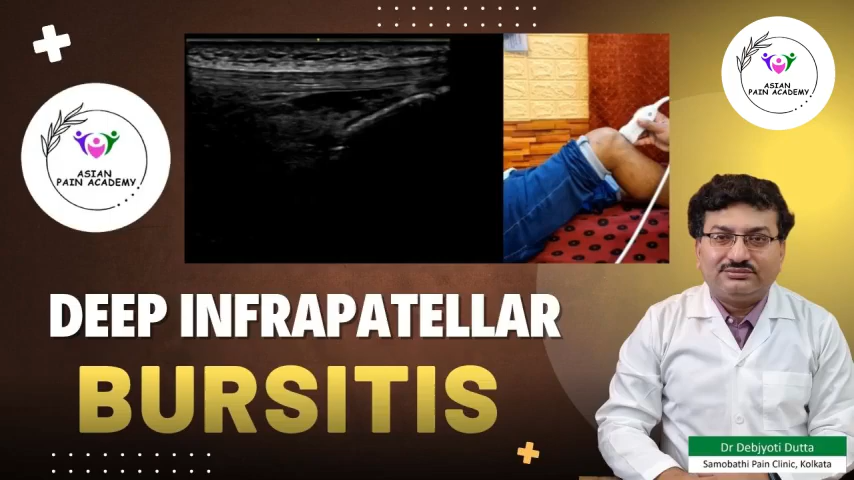 ASIAN
PAIN ACADEMY
ASIAN
PAIN ACADEMY
DEEP INFRAPATELLAR
BURSITIS
Dr Debjyoti Dutta
Samobathi Pain Clinic, Kolkata